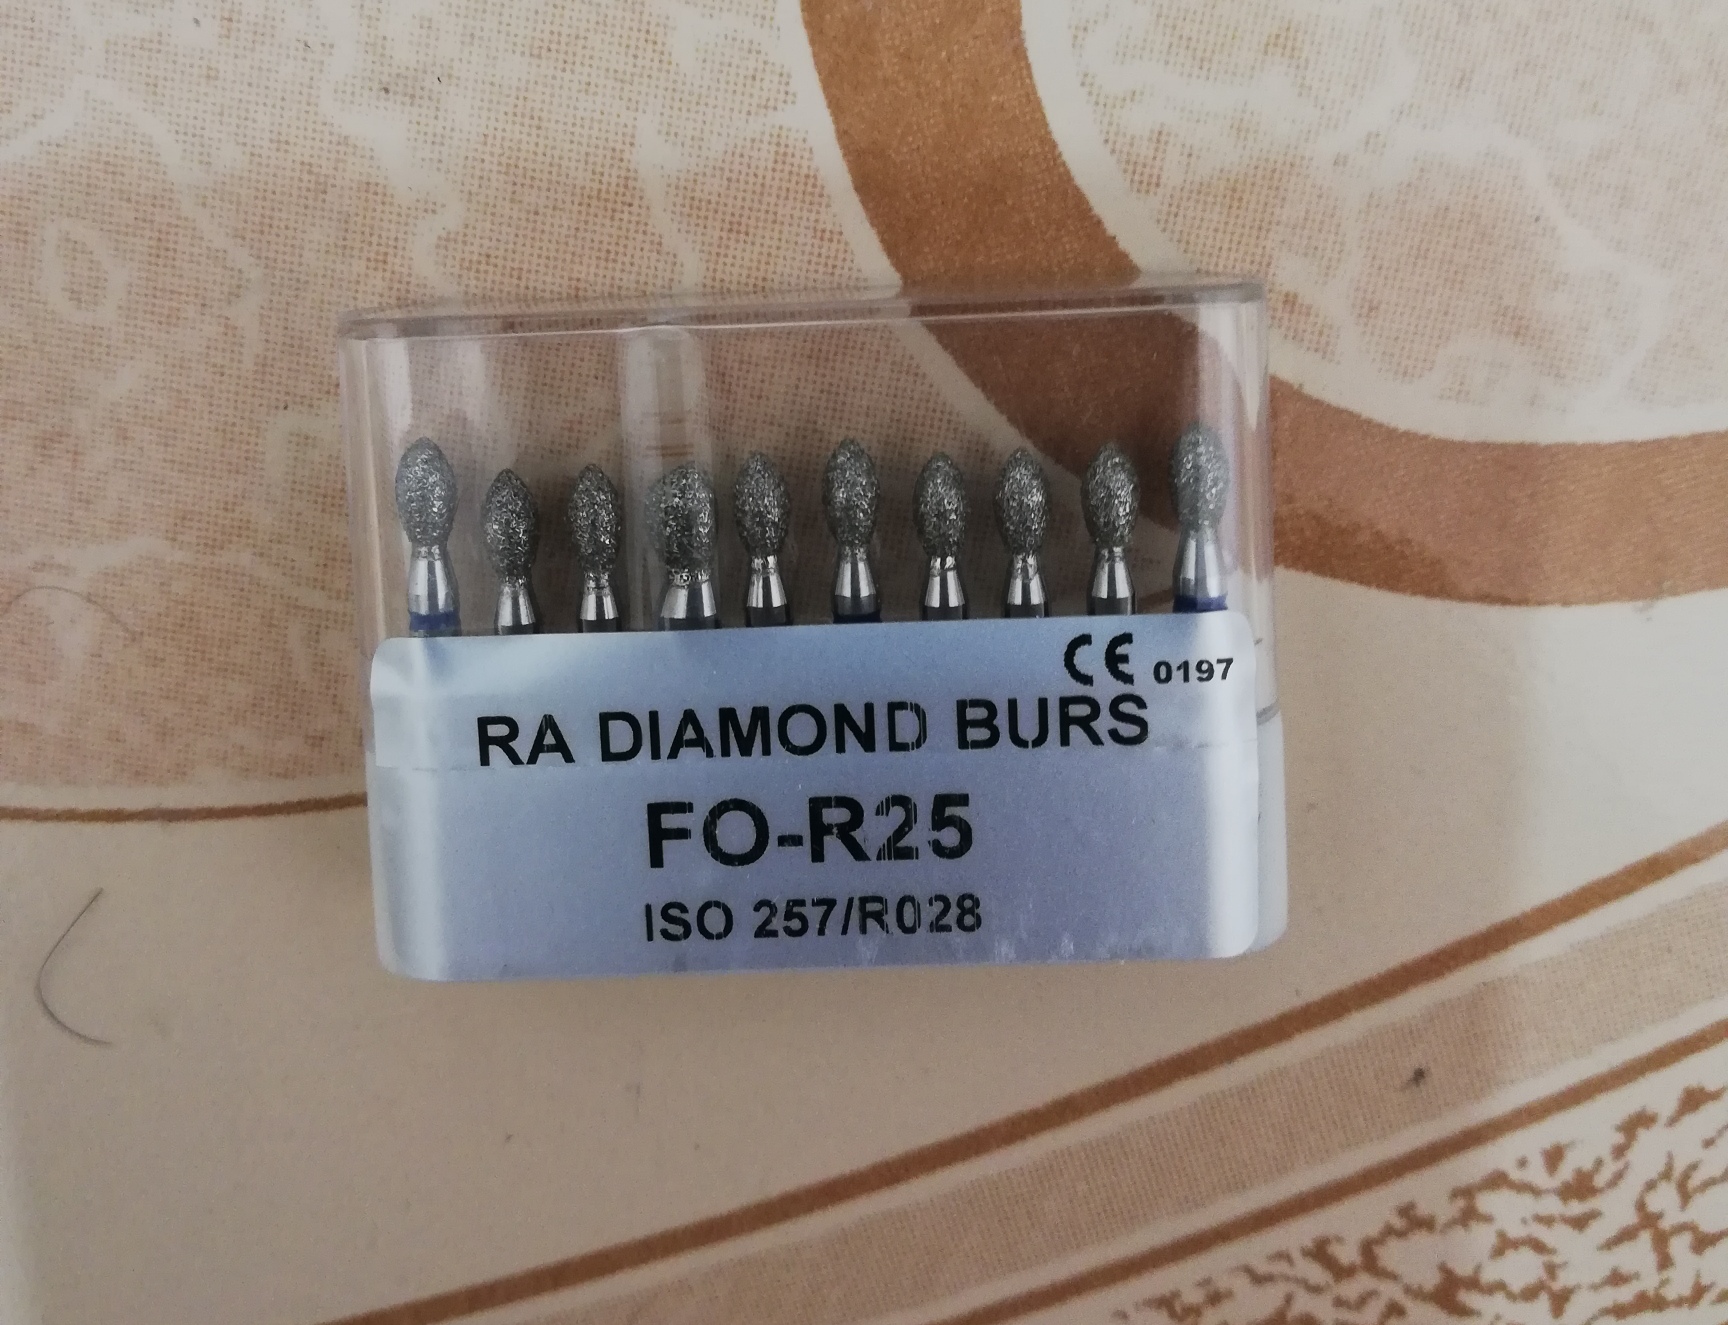 CE 0197
RA DIAMOND BURS
FO-R25
ISO 257/R028